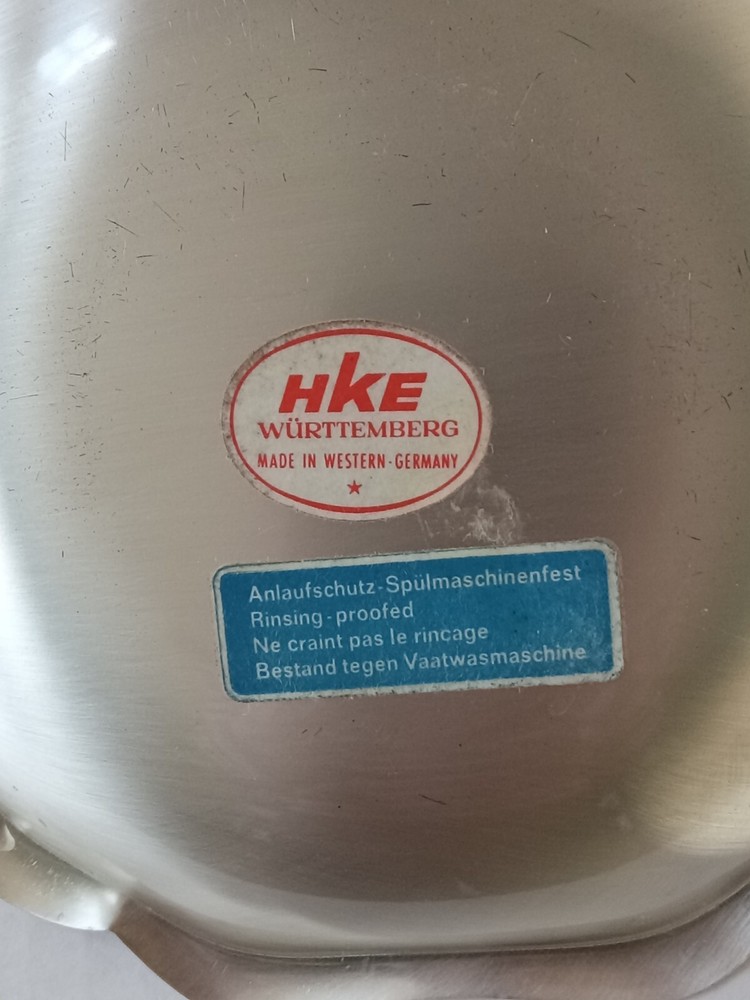 HKE
WÜRTTEMBERG
MADE IN WESTERN-GERMANY
Anlaufschutz-Spülmaschinenfest
Rinsing-proofed
Ne craint pas le rincage
Bestand tegen Vaatwasmaschine